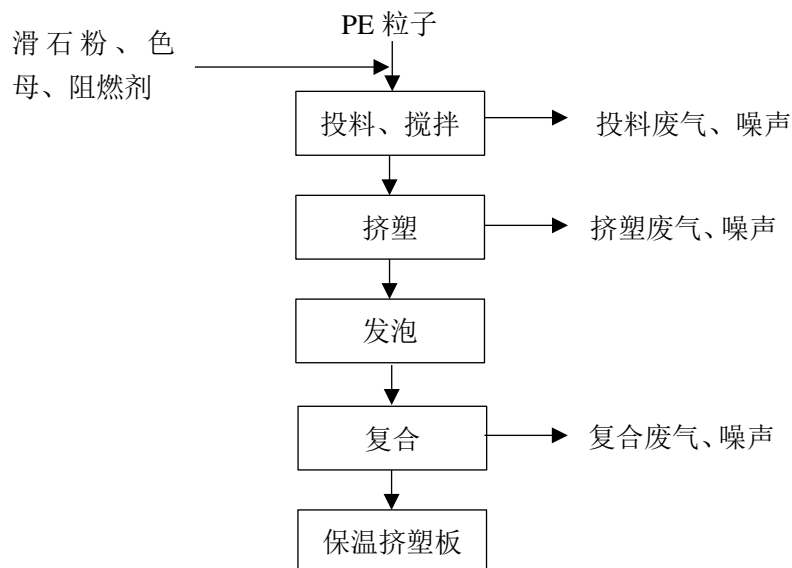 PE 粒子
滑石粉、色
母、阻燃剂
投料、搅拌
投料废气、噪声
挤塑
挤塑废气、噪声
发泡
复合
复合废气、噪声
保温挤塑板